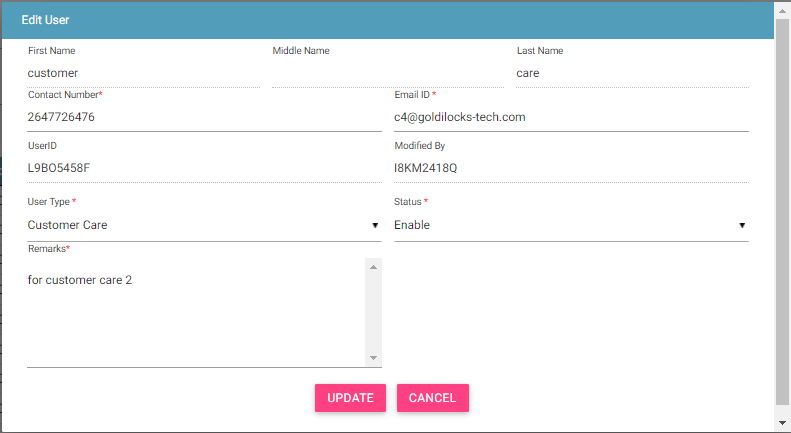 Edit User
First Name Middle Name Last Name
customer care
Contact Number* Email ID *
2647726476 c4@goldilocks-tech.com
UserID Modified By
L9BO5458F I8KM2418Q
User Type * Status *
Customer Care Enable
Remarks*
for customer care 2
UPDATE CANCEL